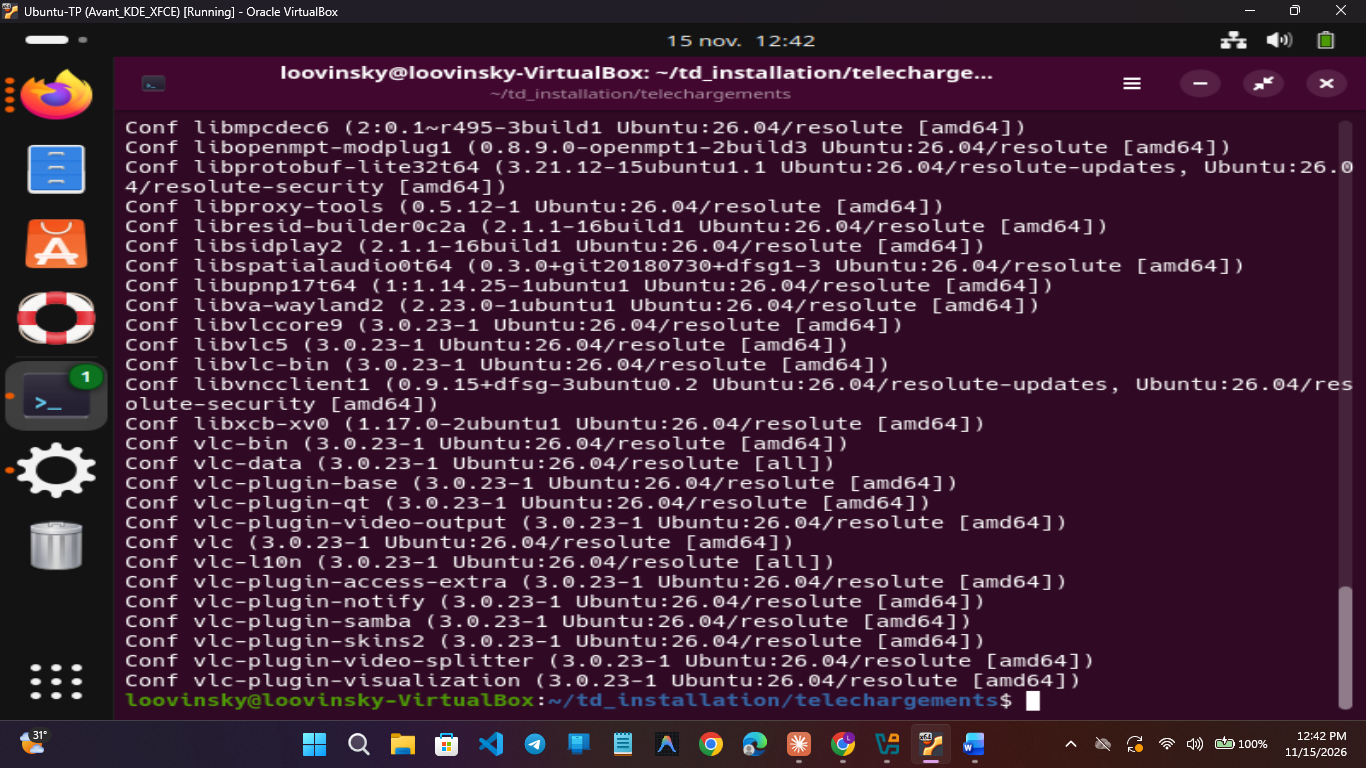 Ubuntu-TP (Avant_KDE_XFCE) [Running] - Oracle VirtualBox
15 nov. 12:42
loovinsky@loovinsky-VirtualBox: ~/td_installation/telecharge...
~/td_installation/telechargements
Conf libmpcdec6 (2:0.1~r495-3build1 Ubuntu:26.04/resolute [amd64])
Conf libopenmpt-modplug1 (0.8.9.0-openmpt1-2build3 Ubuntu:26.04/resolute [amd64])
Conf libprotobuf-lite32t64 (3.21.12-15ubuntu1.1 Ubuntu:26.04/resolute-updates, Ubuntu:26.0
4/resolute-security [amd64])
Conf libproxy-tools (0.5.12-1 Ubuntu:26.04/resolute [amd64])
Conf libresid-builder0c2a (2.1.1-16build1 Ubuntu:26.04/resolute [amd64])
Conf libsidplay2 (2.1.1-16build1 Ubuntu:26.04/resolute [amd64])
Conf libspatialaudio0t64 (0.3.0+git20180730+dfsg1-3 Ubuntu:26.04/resolute [amd64])
Conf libupnp17t64 (1:1.14.25-1ubuntu1 Ubuntu:26.04/resolute [amd64])
Conf libva-wayland2 (2.23.0-1ubuntu1 Ubuntu:26.04/resolute [amd64])
Conf libvlccore9 (3.0.23-1 Ubuntu:26.04/resolute [amd64])
Conf libvlc5 (3.0.23-1 Ubuntu:26.04/resolute [amd64])
Conf libvlc-bin (3.0.23-1 Ubuntu:26.04/resolute [amd64])
1
Conf libvncclient1 (0.9.15+dfsg-3ubuntu0.2 Ubuntu:26.04/resolute-updates, Ubuntu:26.04/res
olute-security [amd64])
Conf libxcb-xv0 (1.17.0-2ubuntu1 Ubuntu:26.04/resolute [amd64])
Conf vlc-bin (3.0.23-1 Ubuntu:26.04/resolute [amd64])
Conf vlc-data (3.0.23-1 Ubuntu:26.04/resolute [all])
Conf vlc-plugin-base (3.0.23-1 Ubuntu:26.04/resolute [amd64])
Conf vlc-plugin-qt (3.0.23-1 Ubuntu:26.04/resolute [amd64])
Conf vlc-plugin-video-output (3.0.23-1 Ubuntu:26.04/resolute [amd64])
Conf vlc (3.0.23-1 Ubuntu:26.04/resolute [amd64])
Conf vlc-l10n (3.0.23-1 Ubuntu:26.04/resolute [all])
Conf vlc-plugin-access-extra (3.0.23-1 Ubuntu:26.04/resolute [amd64])
Conf vlc-plugin-notify (3.0.23-1 Ubuntu:26.04/resolute [amd64])
Conf vlc-plugin-samba (3.0.23-1 Ubuntu:26.04/resolute [amd64])
Conf vlc-plugin-skins2 (3.0.23-1 Ubuntu:26.04/resolute [amd64])
Conf vlc-plugin-video-splitter (3.0.23-1 Ubuntu:26.04/resolute [amd64])
Conf vlc-plugin-visualization (3.0.23-1 Ubuntu:26.04/resolute [amd64])
loovinsky@loovinsky-VirtualBox:~/td_installation/telechargements$
31°
100%
12:42 PM
11/15/2026